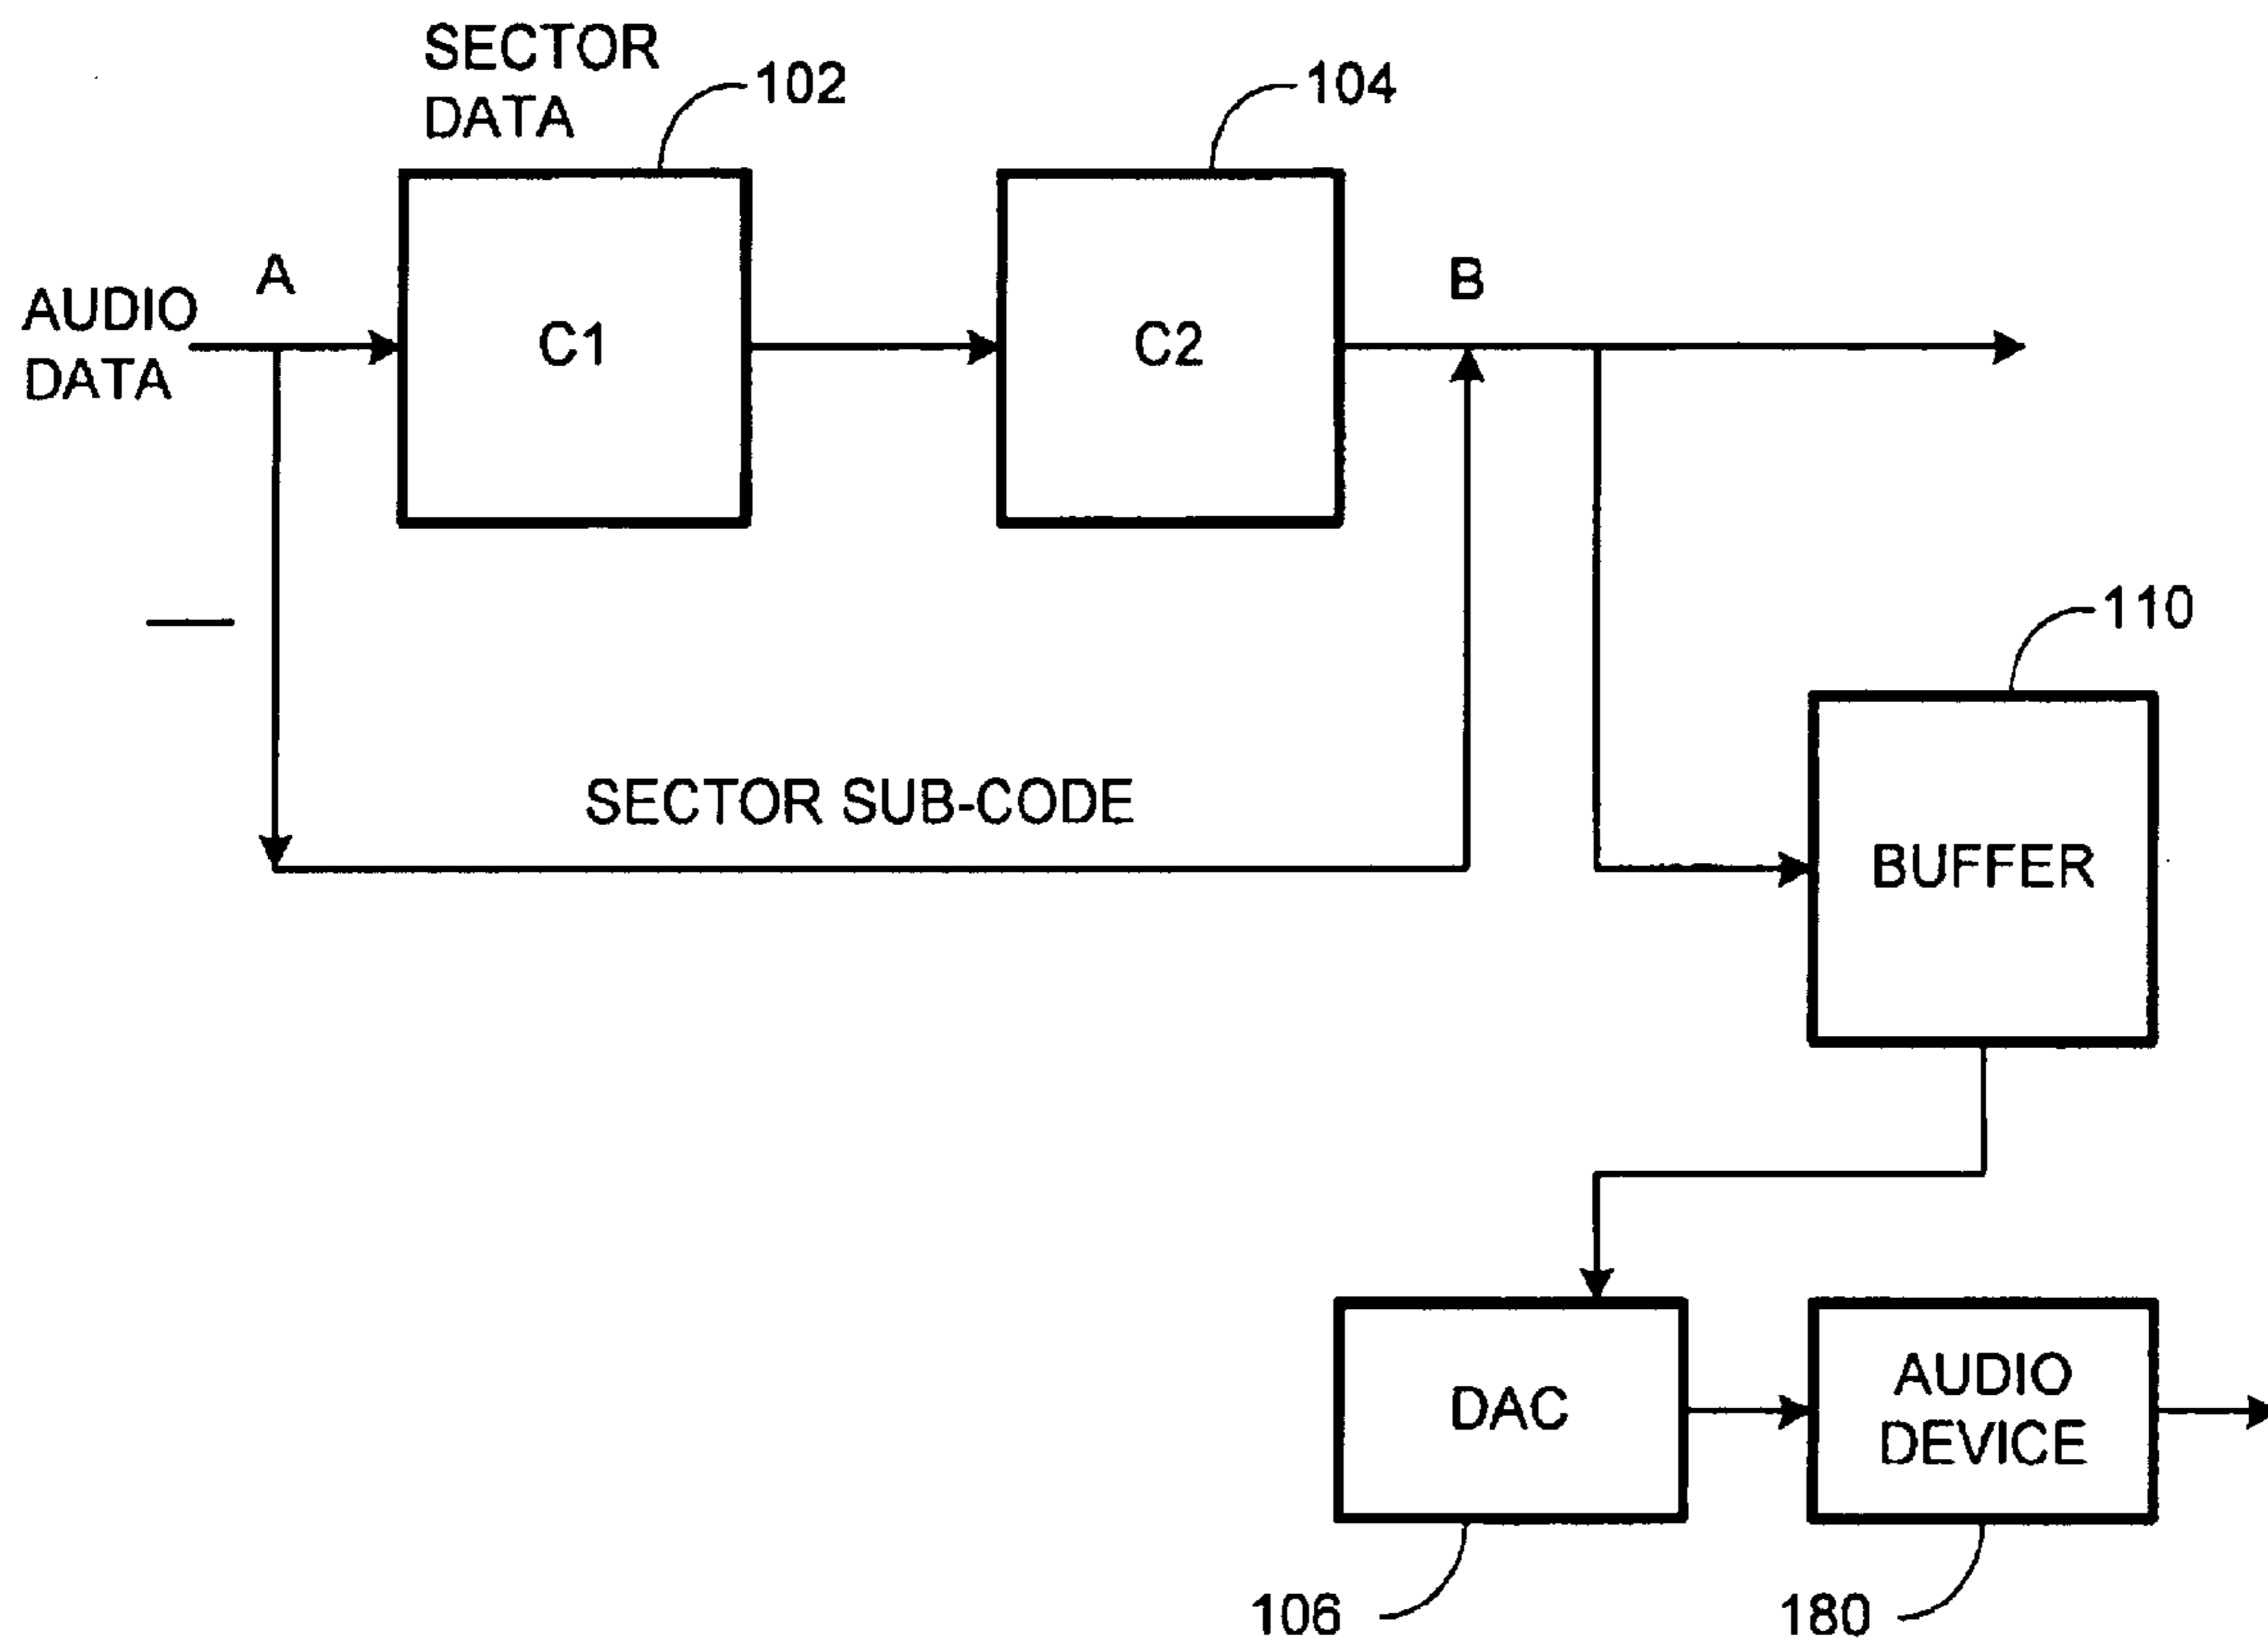 SECTOR
DATA
102
104
A
AUDIO
DATA
C1
C2
B
110
SECTOR SUB-CODE
BUFFER
DAC
AUDIO
DEVICE
106
180